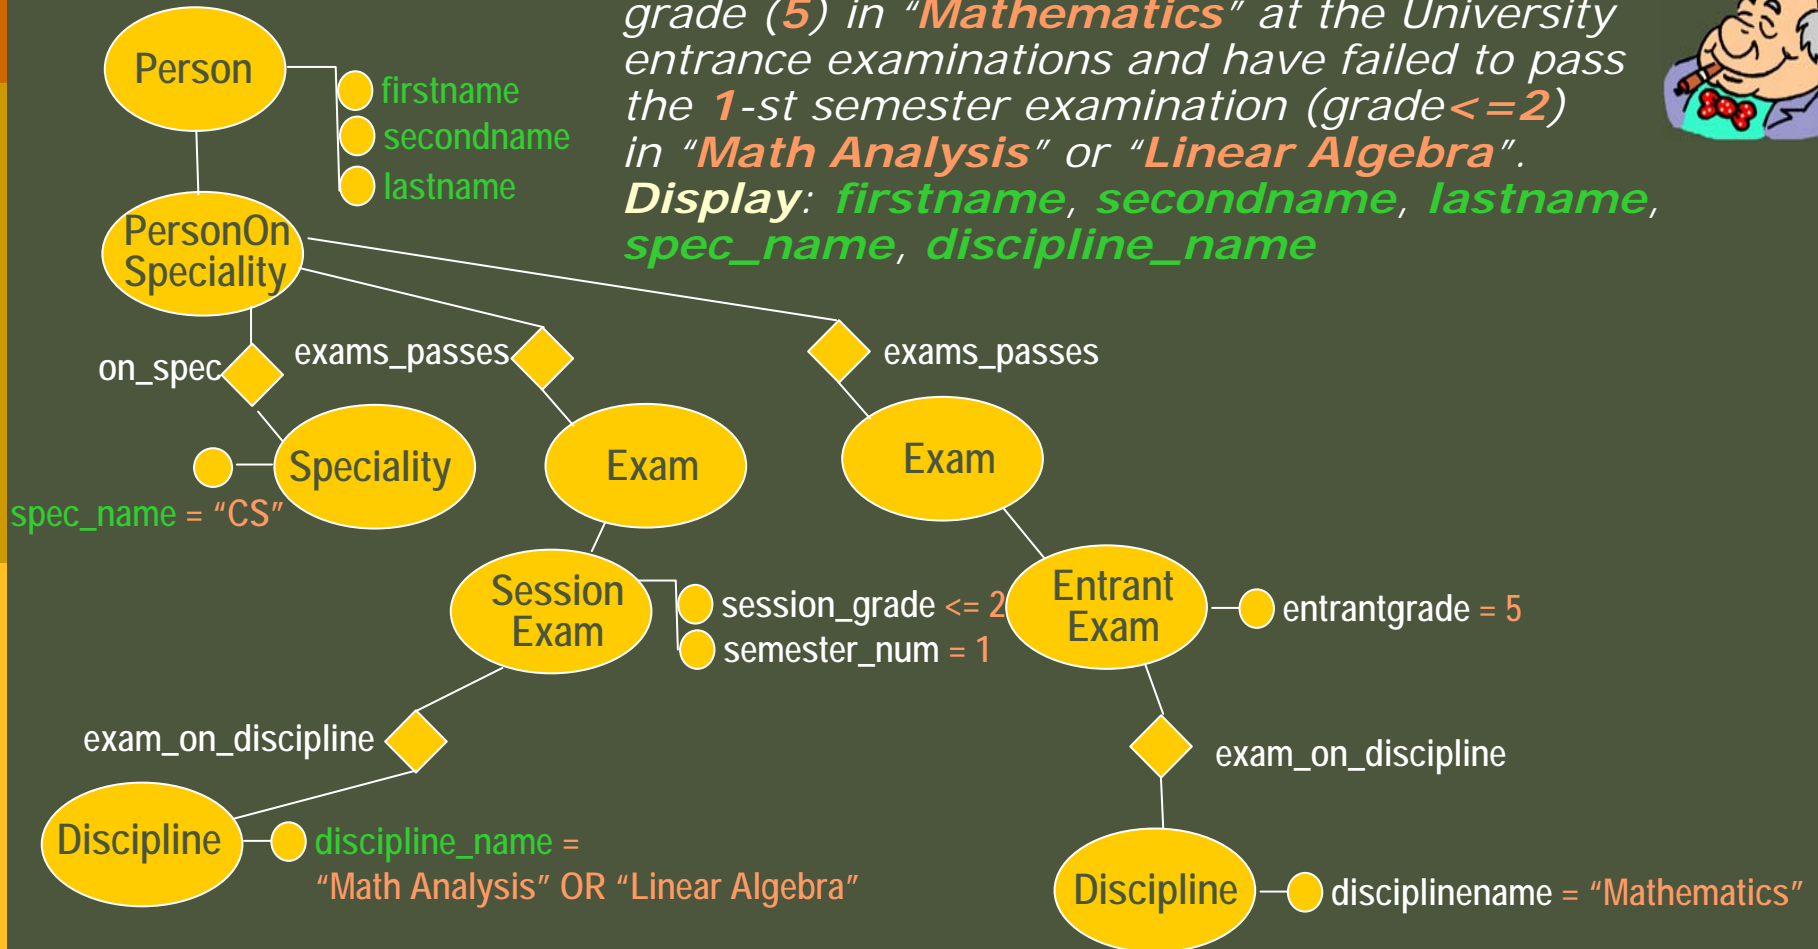 grade (5) in “Mathematics” at the University
entrance examinations and have failed to pass
the 1-st semester examination (grade<=2)
in “Math Analysis” or “Linear Algebra”.
Display: firstname, secondname, lastname,
spec_name, discipline_name
Person
firstname
secondname
lastname
PersonOn
Speciality
on_spec
exams_passes
exams_passes
Speciality
Exam
Exam
spec_name = “CS”
Session
Exam
session_grade <= 2
semester_num = 1
Entrant
Exam
entrantgrade = 5
exam_on_discipline
exam_on_discipline
Discipline
discipline_name =
“Math Analysis” OR “Linear Algebra”
Discipline
disciplinename = “Mathematics”